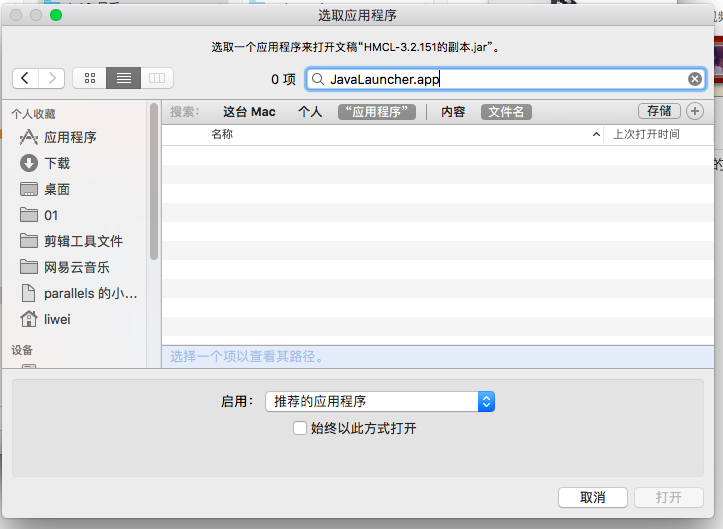 选取应用程序
选取一个应用程序来打开文稿“HMCL-3.2.151的副本.jar”。
0 项 JavaLauncher.app
个人收藏
应用程序
下载
桌面
01
剪辑工具文件
网易云音乐
parallels 的小…
liwei
设备
搜索: 这台 Mac 个人 “应用程序” 内容 文件名 存储
名称 上次打开时间
选择一个项以查看其路径。
启用: 推荐的应用程序
始终以此方式打开
取消 打开